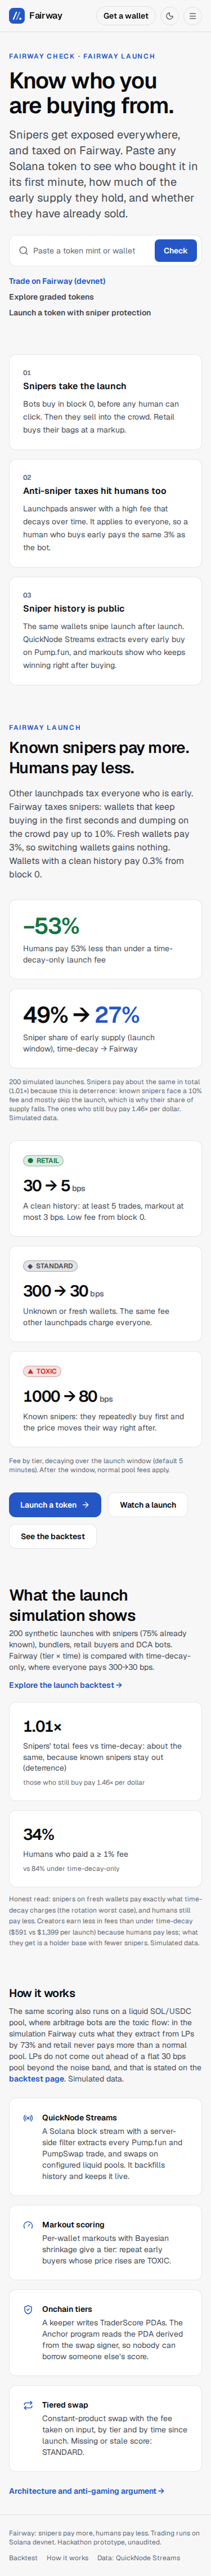 Fairway
Get a wallet
FAIRWAY CHECK · FAIRWAY LAUNCH
Know who you
are buying from.
Snipers get exposed everywhere,
and taxed on Fairway. Paste any
Solana token to see who bought it in
its first minute, how much of the
early supply they hold, and whether
they have already sold.
Paste a token mint or wallet
Check
Trade on Fairway (devnet)
Explore graded tokens
Launch a token with sniper protection
01
Snipers take the launch
Bots buy in block 0, before any human can
click. Then they sell into the crowd. Retail
buys their bags at a markup.
02
Anti-sniper taxes hit humans too
Launchpads answer with a high fee that
decays over time. It applies to everyone, so a
human who buys early pays the same 3% as
the bot.
03
Sniper history is public
The same wallets snipe launch after launch.
QuickNode Streams extracts every early buy
on Pump.fun, and markouts show who keeps
winning right after buying.
FAIRWAY LAUNCH
Known snipers pay more.
Humans pay less.
Other launchpads tax everyone who is early.
Fairway taxes snipers: wallets that keep
buying in the first seconds and dumping on
the crowd pay up to 10%. Fresh wallets pay
3%, so switching wallets gains nothing.
Wallets with a clean history pay 0.3% from
block 0.
−53%
Humans pay 53% less than under a time-
decay-only launch fee
49% → 27%
Sniper share of early supply (launch
window), time-decay → Fairway
200 simulated launches. Snipers pay about the same in total
(1.01×) because this is deterrence: known snipers face a 10%
fee and mostly skip the launch, which is why their share of
supply falls. The ones who still buy pay 1.46× per dollar.
Simulated data.
RETAIL
30 → 5 bps
A clean history: at least 5 trades, markout at
most 3 bps. Low fee from block 0.
STANDARD
300 → 30 bps
Unknown or fresh wallets. The same fee
other launchpads charge everyone.
TOXIC
1000 → 80 bps
Known snipers: they repeatedly buy first and
the price moves their way right after.
Fee by tier, decaying over the launch window (default 5
minutes). After the window, normal pool fees apply.
Launch a token →
Watch a launch
See the backtest
What the launch
simulation shows
200 synthetic launches with snipers (75% already
known), bundlers, retail buyers and DCA bots.
Fairway (tier × time) is compared with time-decay-
only, where everyone pays 300→30 bps.
Explore the launch backtest →
1.01×
Snipers' total fees vs time-decay: about the
same, because known snipers stay out
(deterrence)
those who still buy pay 1.46× per dollar
34%
Humans who paid a ≥ 1% fee
vs 84% under time-decay-only
Honest read: snipers on fresh wallets pay exactly what time-
decay charges (the rotation worst case), and humans still
pay less. Creators earn less in fees than under time-decay
($591 vs $1,399 per launch) because humans pay less; what
they get is a holder base with fewer snipers. Simulated data.
How it works
The same scoring also runs on a liquid SOL/USDC
pool, where arbitrage bots are the toxic flow: in the
simulation Fairway cuts what they extract from LPs
by 73% and retail never pays more than a normal
pool. LPs do not come out ahead of a flat 30 bps
pool beyond the noise band, and that is stated on the
backtest page. Simulated data.
QuickNode Streams
A Solana block stream with a server-
side filter extracts every Pump.fun and
PumpSwap trade, and swaps on
configured liquid pools. It backfills
history and keeps it live.
Markout scoring
Per-wallet markouts with Bayesian
shrinkage give a tier: repeat early
buyers whose price rises are TOXIC.
Onchain tiers
A keeper writes TraderScore PDAs. The
Anchor program reads the PDA derived
from the swap signer, so nobody can
borrow someone else's score.
Tiered swap
Constant-product swap with the fee
taken on input, by tier and by time since
launch. Missing or stale score:
STANDARD.
Architecture and anti-gaming argument →
Fairway: snipers pay more, humans pay less. Trading runs on
Solana devnet. Hackathon prototype, unaudited.
Backtest How it works Data: QuickNode Streams